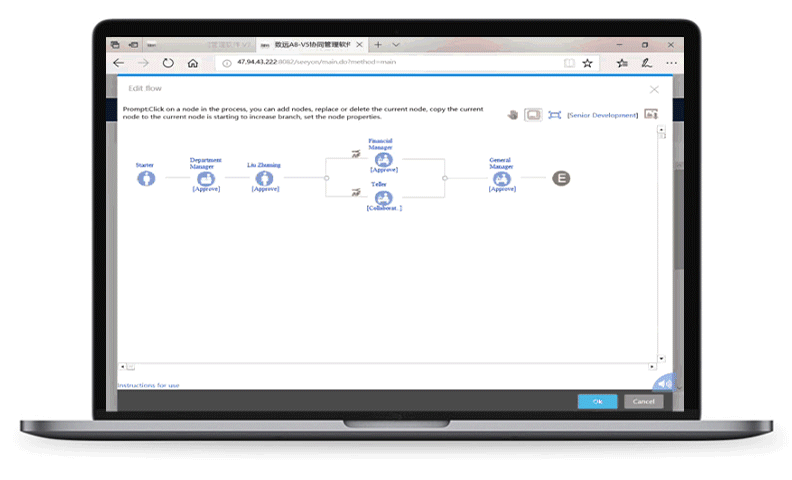 致远A8-V5协同管理软件
47.94.43.222:8082/seeyon/main.do?method=main
Edit flow
Prompt:Click on a node in the process, you can add nodes, replace or delete the current node, copy the current
node to the current node is starting to increase branch, set the node properties.
[Senior Development]
Financial
Manager
[Approve]
Starter
Department
Manager
[Approve]
Liu Zhuming
[Approve]
Teller
[Collaborat..]
General
Manager
[Approve]
E
Instructions for use
Ok
Cancel